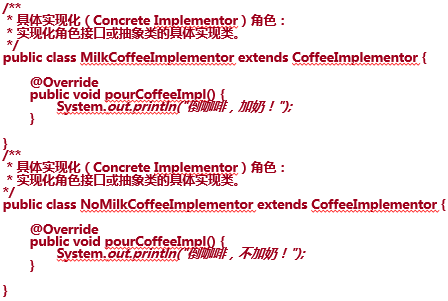 /**
* 具体实现化（Concrete Implementor）角色：
* 实现化角色接口或抽象类的具体实现类。
*/
public class MilkCoffeeImplementor extends CoffeeImplementor {
@Override
public void pourCoffeeImpl() {
System.out.println("倒咖啡，加奶！");
}
}
/**
* 具体实现化（Concrete Implementor）角色：
* 实现化角色接口或抽象类的具体实现类。
*/
public class NoMilkCoffeeImplementor extends CoffeeImplementor {
@Override
public void pourCoffeeImpl() {
System.out.println("倒咖啡，不加奶！");
}
}